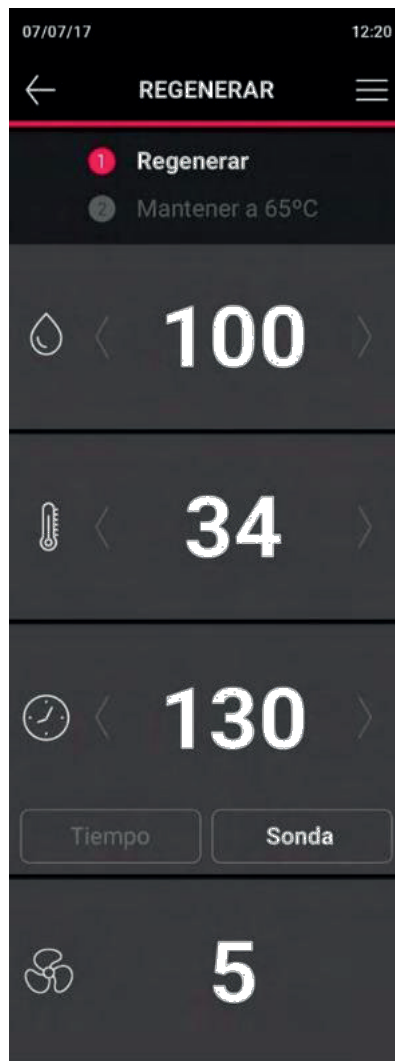 07/07/17 12:20
REGENERAR
1 Regenerar
2 Mantener a 65ºC
100
34
130
Tiempo Sonda
5